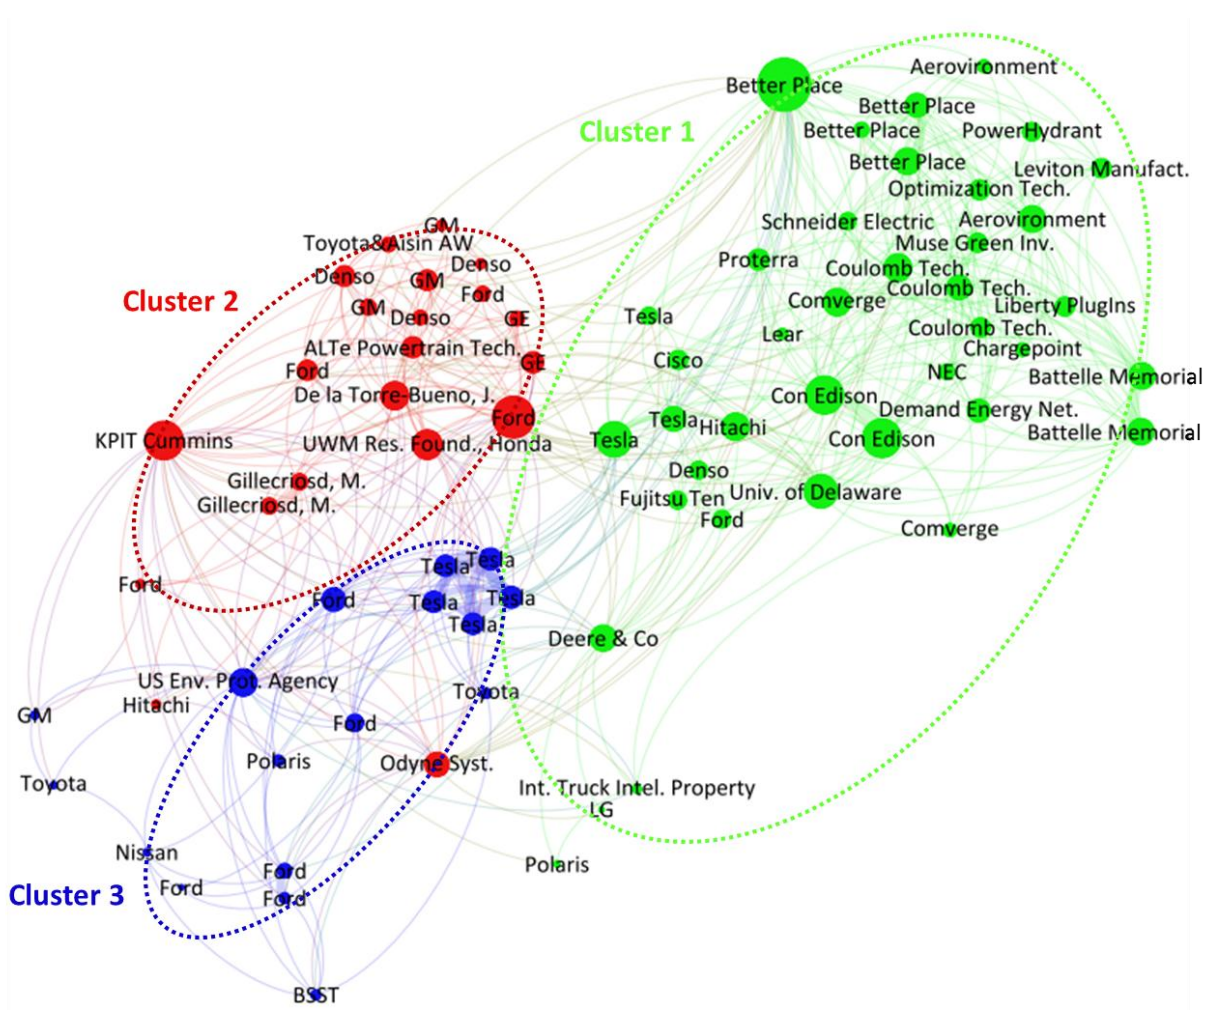 Better Place
Aerovironment
Better Place
Cluster 1
Better Place
PowerHydrant
Better Place
Leviton Manufact.
Optimization Tech.
Schneider Electric
Aerovironment
Muse Green Inv.
Proterra
Coulomb Tech.
Coulomb Tech.
Comverge
Liberty PlugIns
Tesla
Lear
Coulomb Tech.
Chargepoint
Cisco
NEC
Battelle Memorial
Con Edison
Demand Energy Net.
Tesla
Hitachi
Tesla
Con Edison
Battelle Memorial
Denso
Fujitsu Ten
Univ. of Delaware
Ford
Comverge
Deere & Co
Int. Truck Intel. Property
LG
Polaris
GM
Toyota&Aisin AW
Denso
Denso
GM
Cluster 2
Ford
GM
Denso
GE
ALTe Powertrain Tech.
GE
Ford
De la Torre-Bueno, J.
Ford
KPIT Cummins
UWM Res. Found., Honda
Gillecriosd, M.
Gillecriosd, M.
Ford
Hitachi
Odyne Syst.
Tesla
Tesla
Ford
Tesla
Tesla
Tesla
US Env. Prot. Agency
Toyota
GM
Ford
Polaris
Toyota
Nissan
Ford
Ford
Cluster 3
Ford
BSST